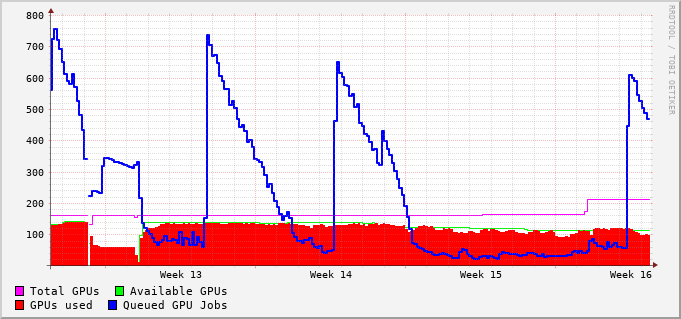 800
700
600
500
400
300
200
100
Week 13 Week 14 Week 15 Week 16
Total GPUs Available GPUs
GPUs used Queued GPU Jobs
RRDTOOL / TOBI OETIKER